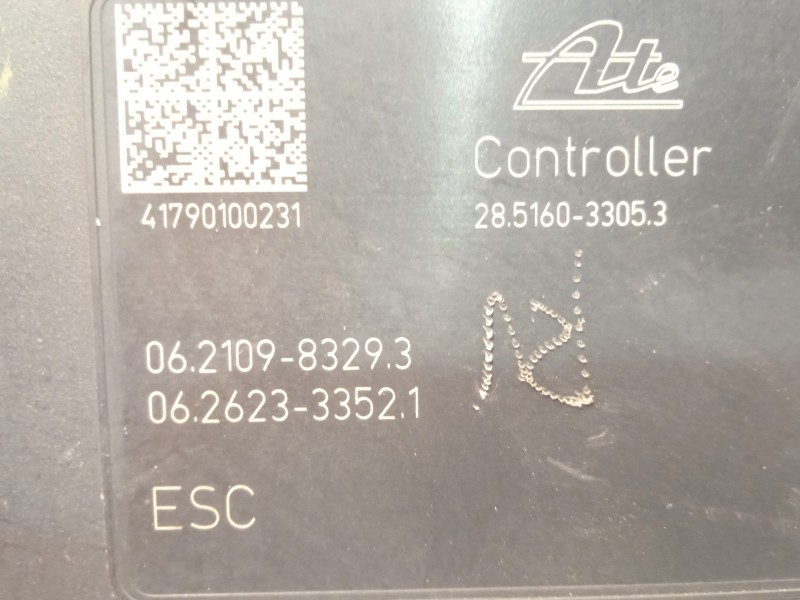 Ate
Controller
41790100231
28.5160-3305.3
06.2109-8329.3
06.2623-3352.1
ESC